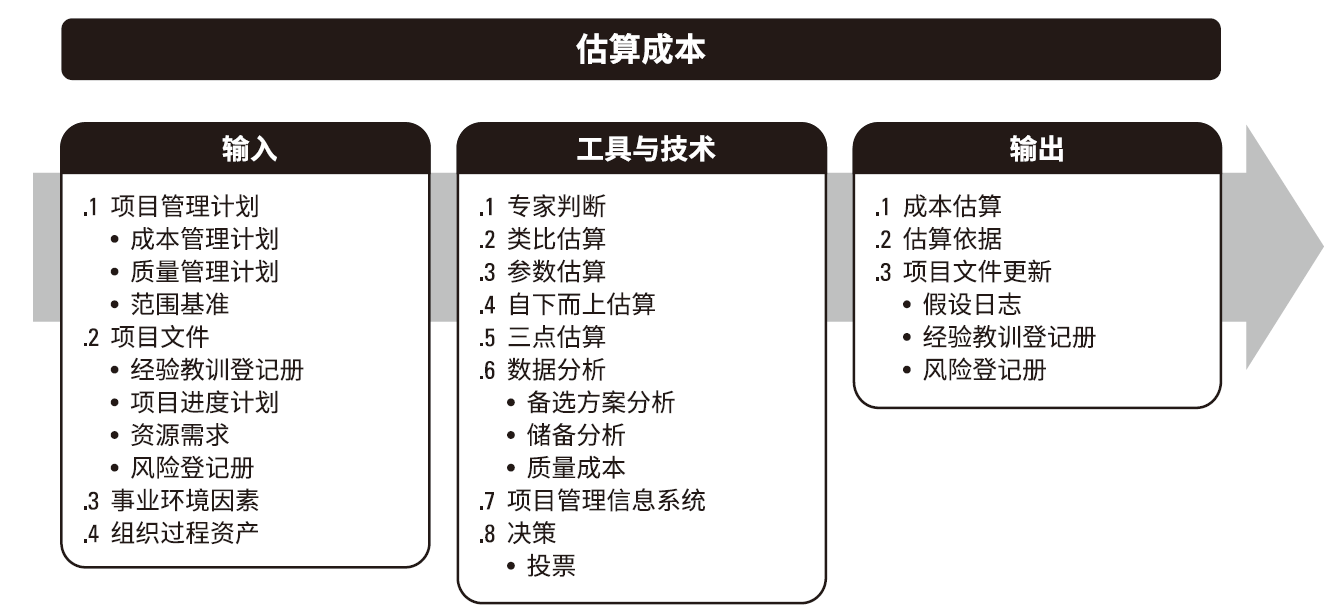 估算成本
输入
.1 项目管理计划
• 成本管理计划
• 质量管理计划
• 范围基准
.2 项目文件
• 经验教训登记册
• 项目进度计划
• 资源需求
• 风险登记册
.3 事业环境因素
.4 组织过程资产
工具与技术
.1 专家判断
.2 类比估算
.3 参数估算
.4 自下而上估算
.5 三点估算
.6 数据分析
• 备选方案分析
• 储备分析
• 质量成本
.7 项目管理信息系统
.8 决策
• 投票
输出
.1 成本估算
.2 估算依据
.3 项目文件更新
• 假设日志
• 经验教训登记册
• 风险登记册